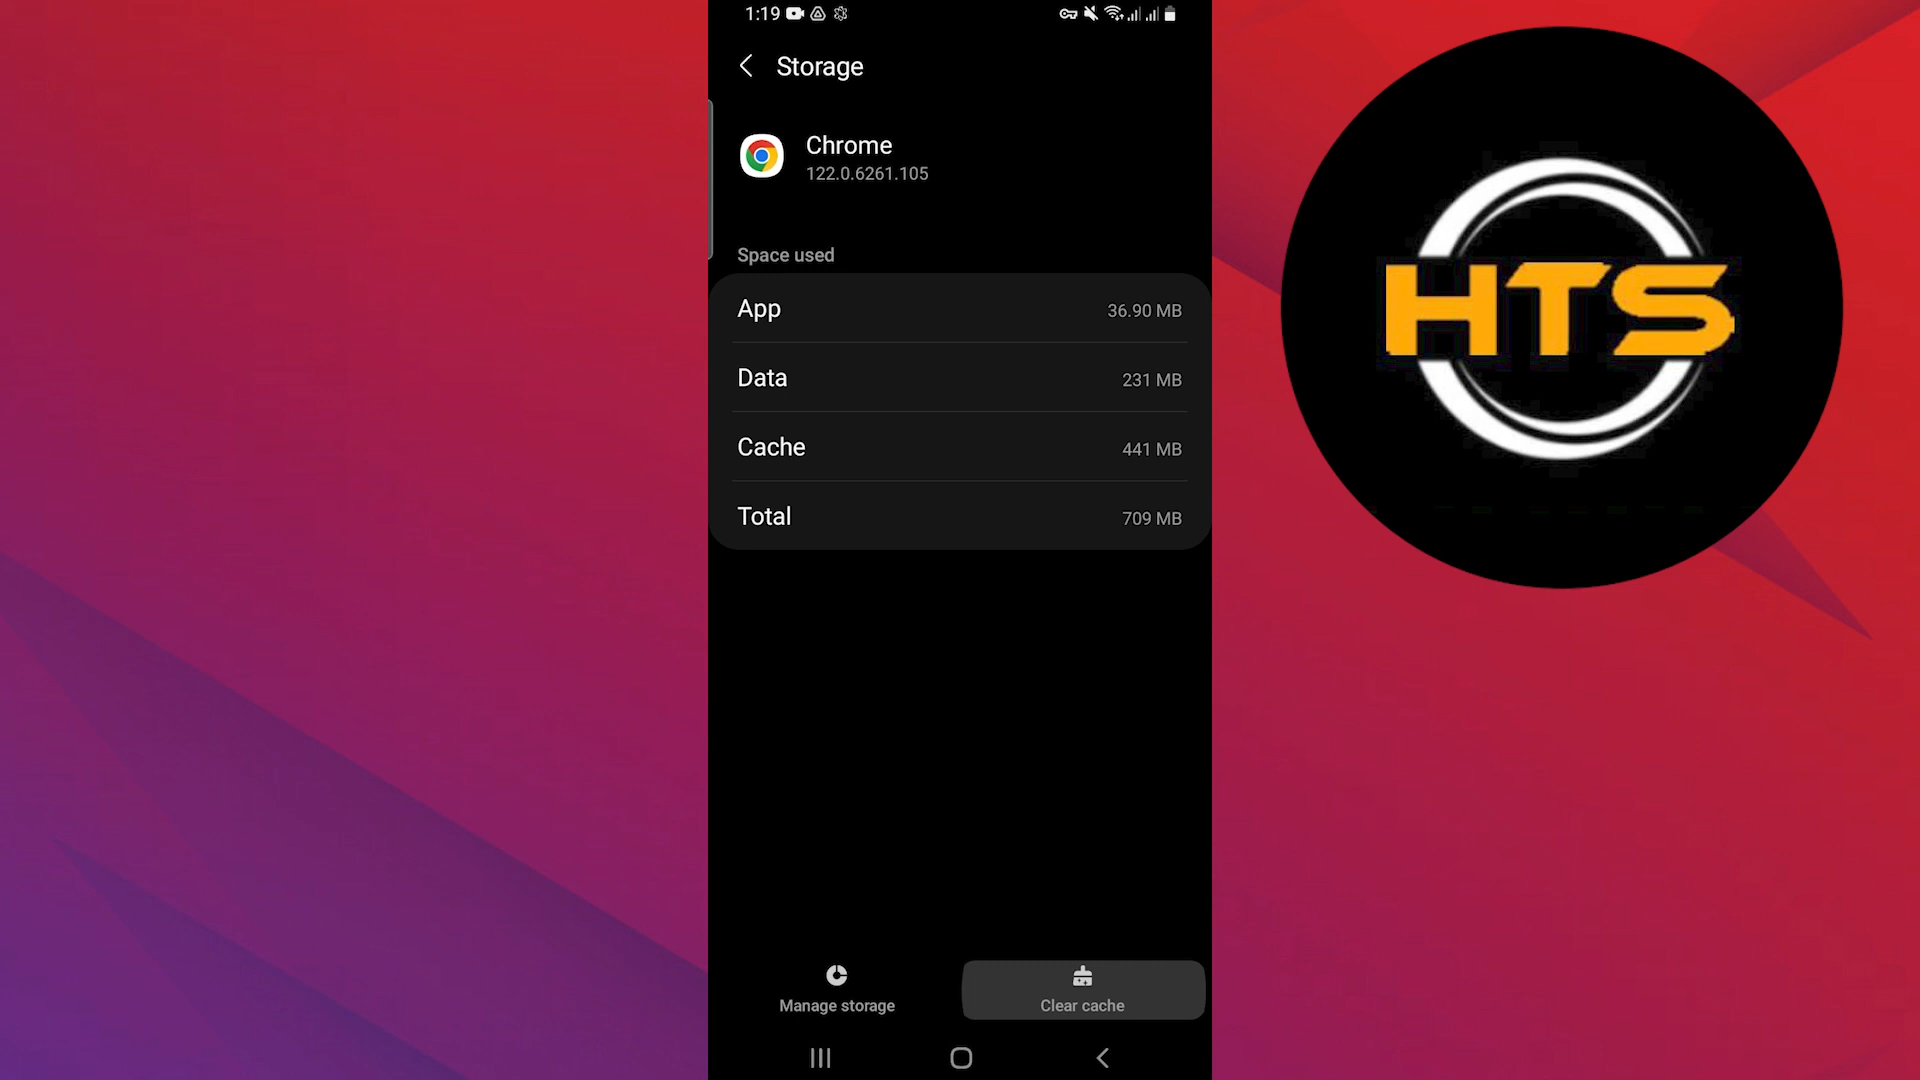 1:19
Storage
Chrome
122.0.6261.105
Space used
App 36.90 MB
Data 231 MB
Cache 441 MB
Total 709 MB
Manage storage
Clear cache
HTS